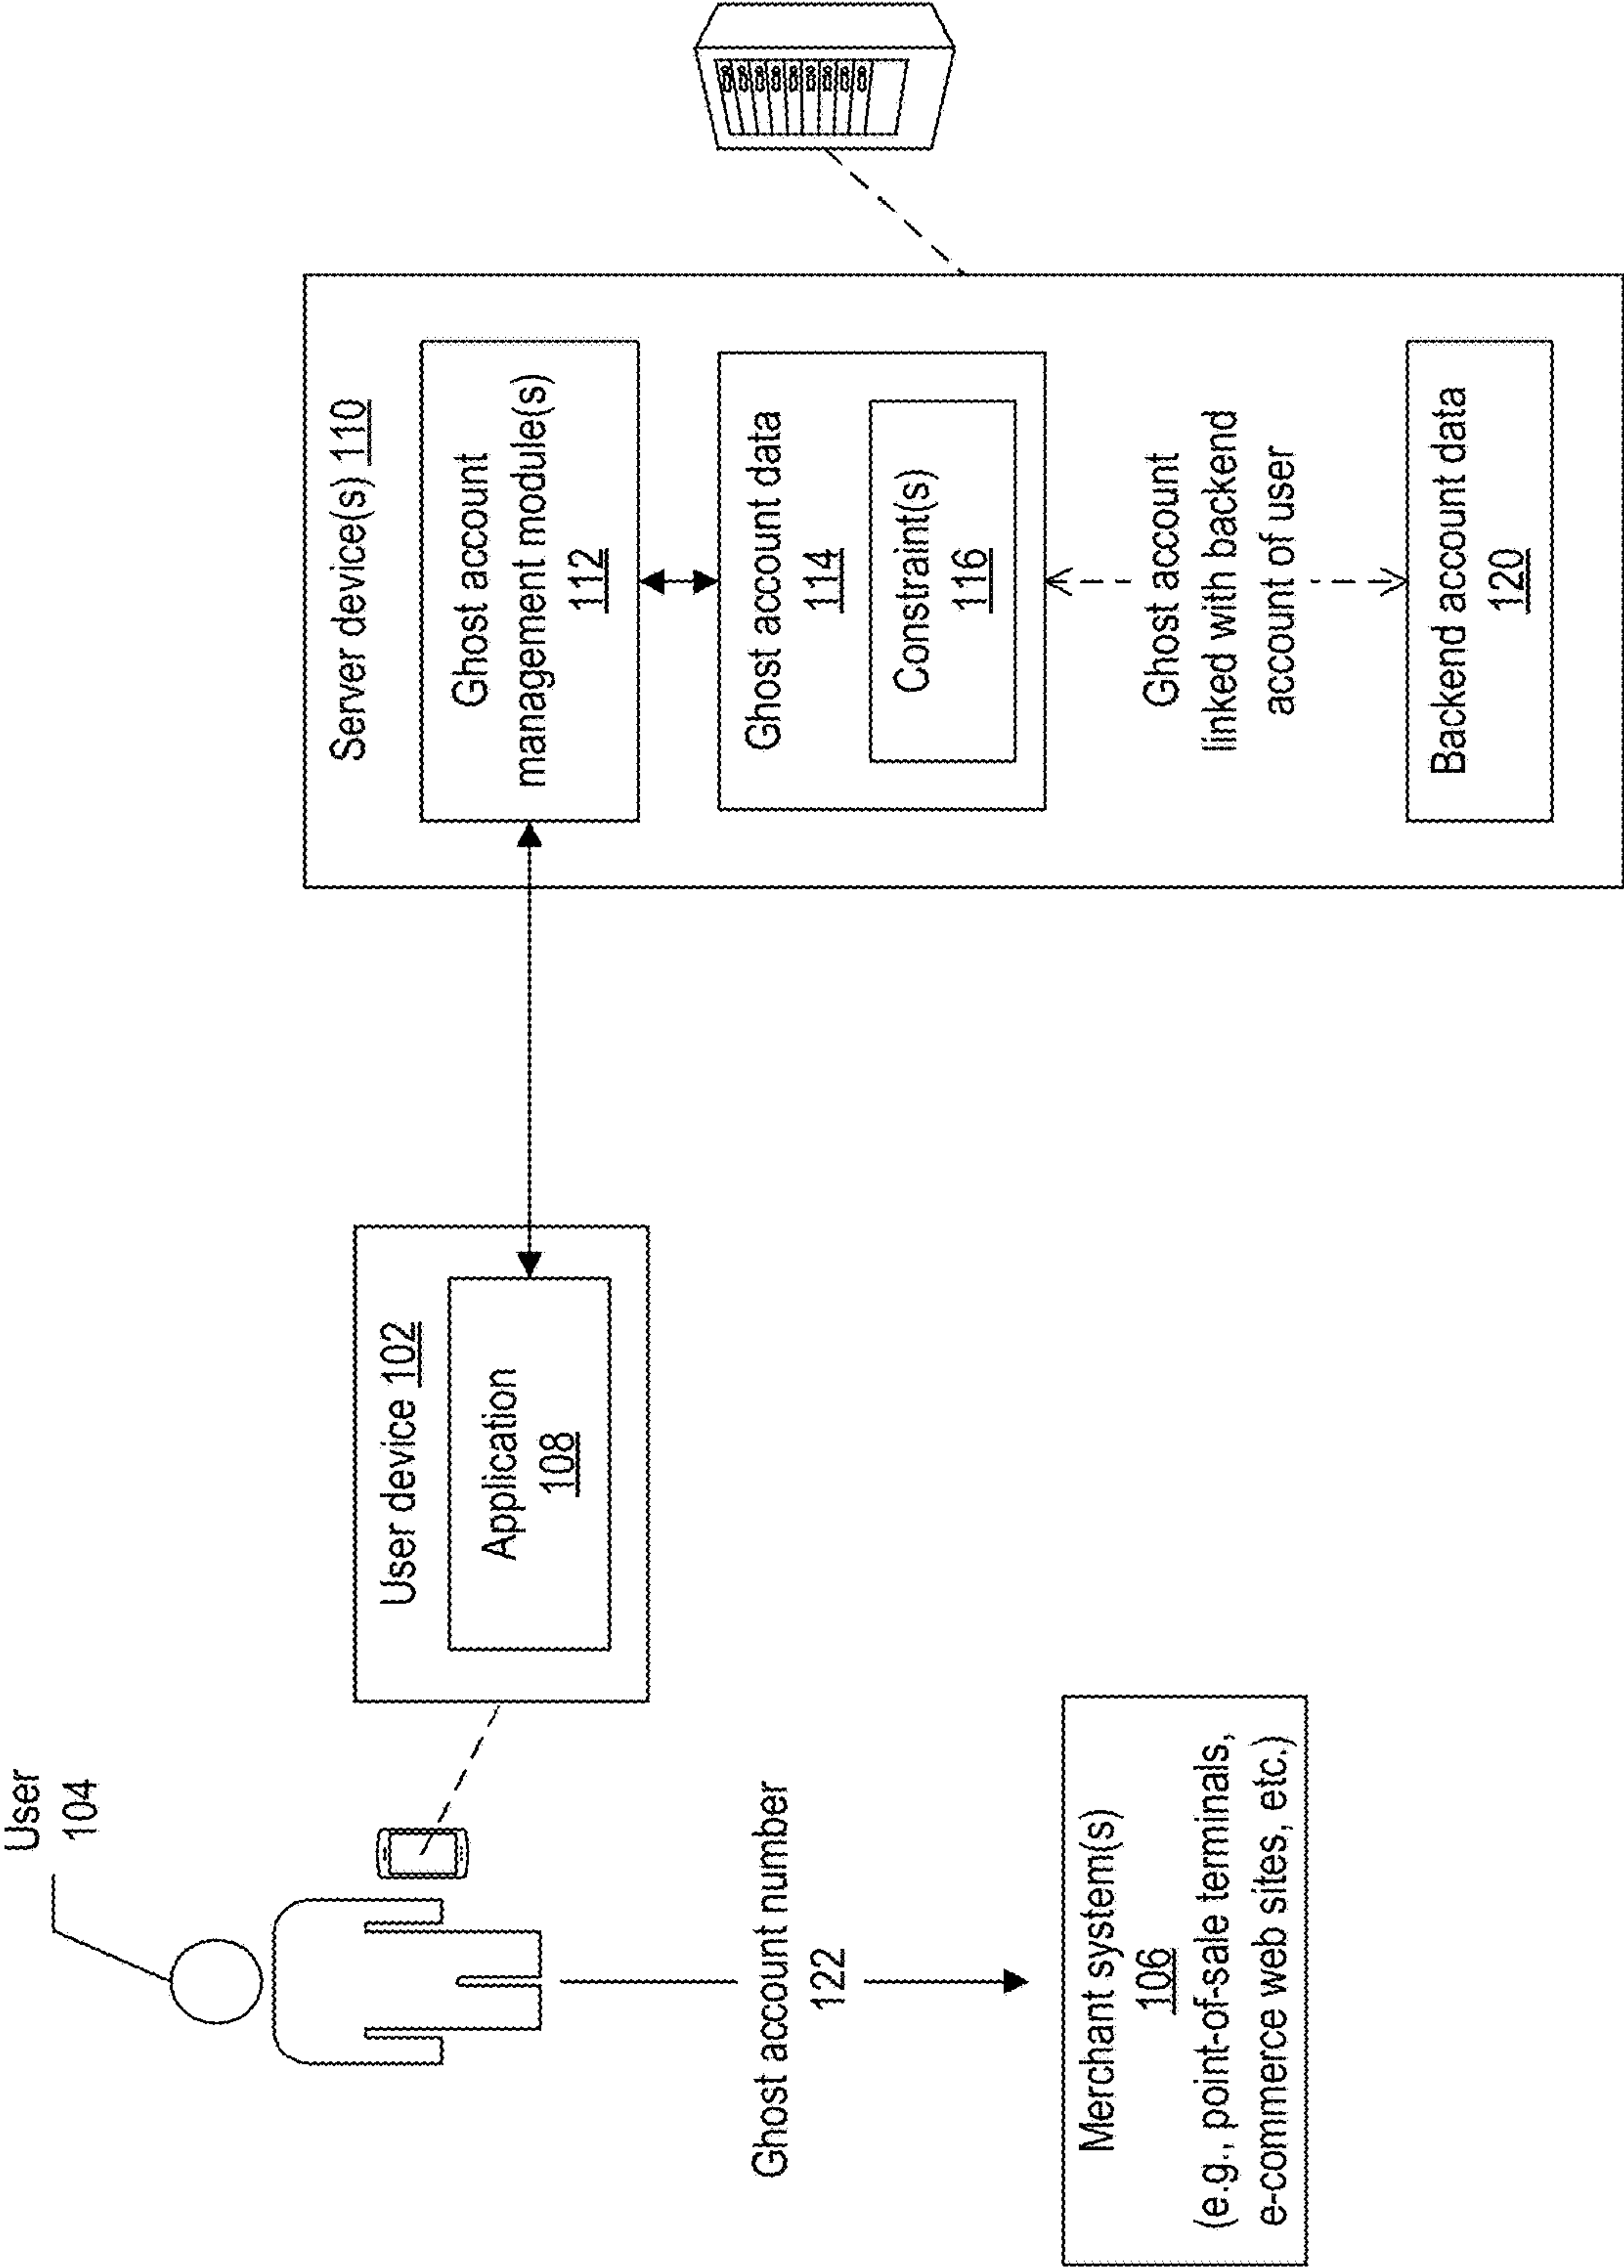 User
104
User device 102
Application
108
Server device(s) 110
Ghost account
management module(s)
112
Ghost account data
114
Constraint(s)
116
Ghost account
linked with backend
account of user
Backend account data
120
Ghost account number
122
Merchant system(s)
106
(e.g., point-of-sale terminals,
e-commerce web sites, etc.)